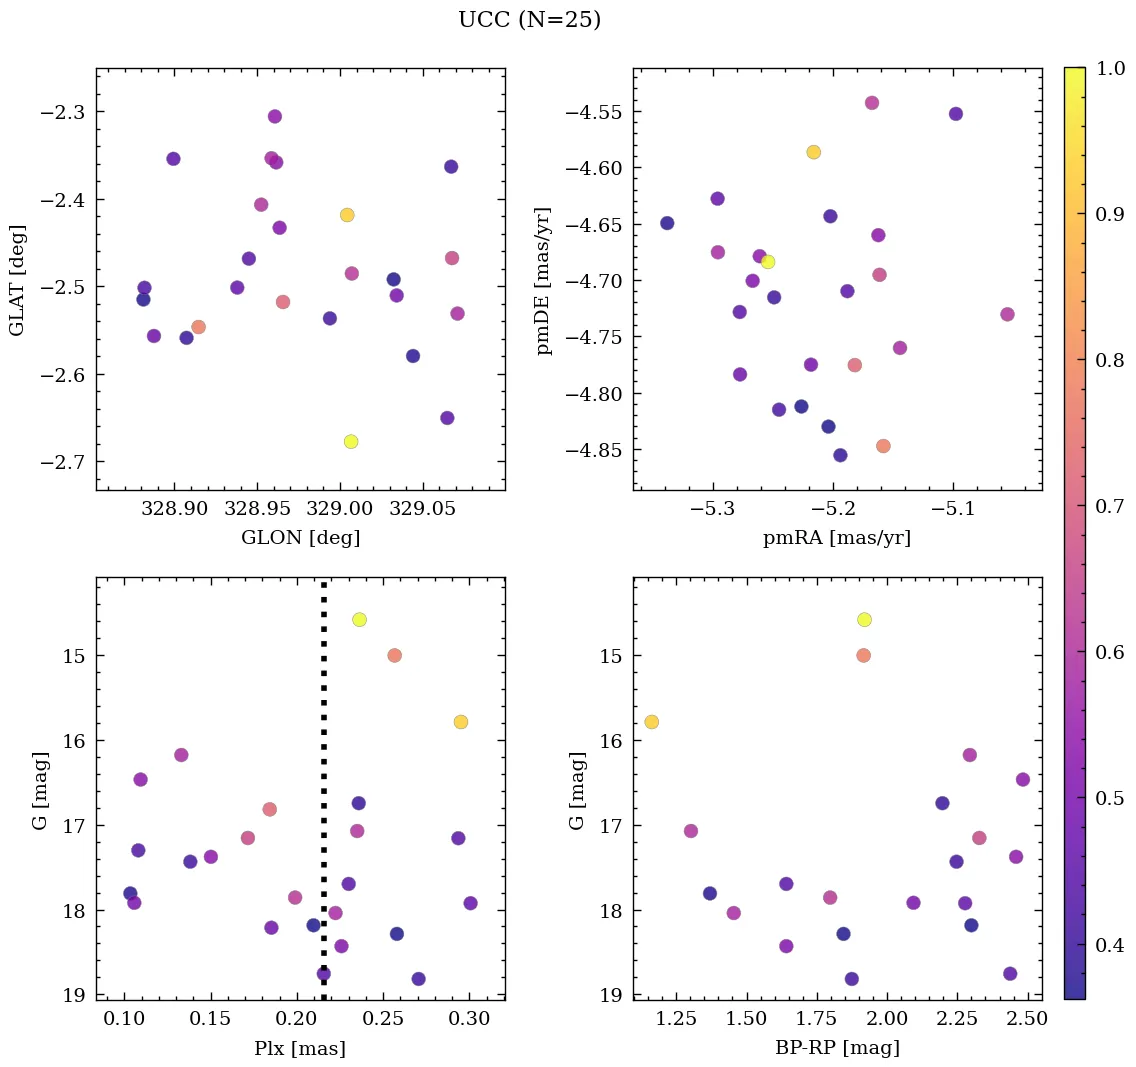 UCC (N=25)
−2.3
−2.4
−2.5
−2.6
−2.7
GLAT [deg]
328.90 328.95 329.00 329.05
GLON [deg]
−4.55
−4.60
−4.65
−4.70
−4.75
−4.80
−4.85
pmDE [mas/yr]
−5.3 −5.2 −5.1
pmRA [mas/yr]
15
16
17
18
19
G [mag]
0.10 0.15 0.20 0.25 0.30
Plx [mas]
15
16
17
18
19
G [mag]
1.25 1.50 1.75 2.00 2.25 2.50
BP-RP [mag]
1.0
0.9
0.8
0.7
0.6
0.5
0.4